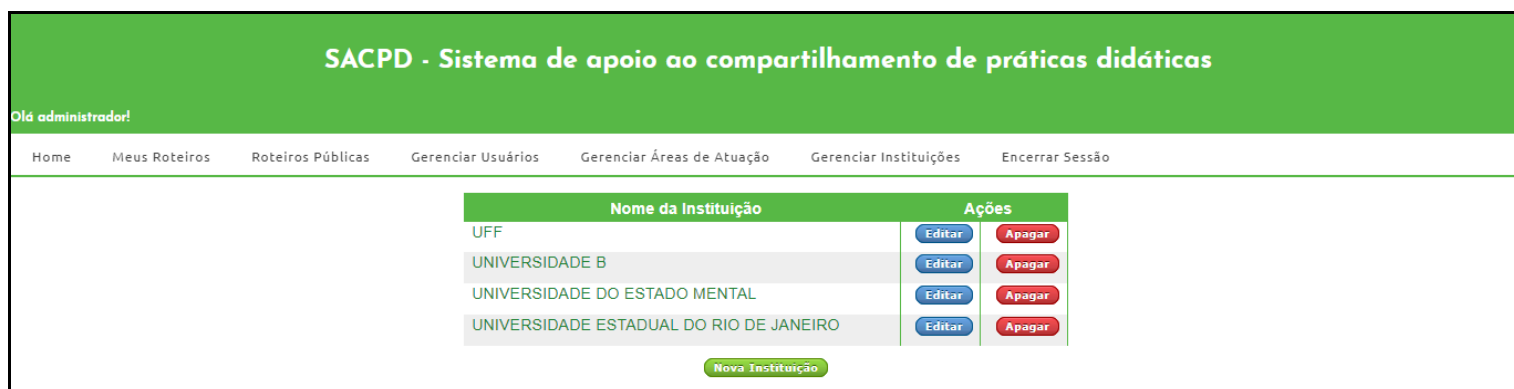 SACPD - Sistema de apoio ao compartilhamento de práticas didáticas
Olá administrador!
Home Meus Roteiros Roteiros Públicas Gerenciar Usuários Gerenciar Áreas de Atuação Gerenciar Instituições Encerrar Sessão
Nome da Instituição Ações
UFF Editar Apagar
UNIVERSIDADE B Editar Apagar
UNIVERSIDADE DO ESTADO MENTAL Editar Apagar
UNIVERSIDADE ESTADUAL DO RIO DE JANEIRO Editar Apagar
Nova Instituição